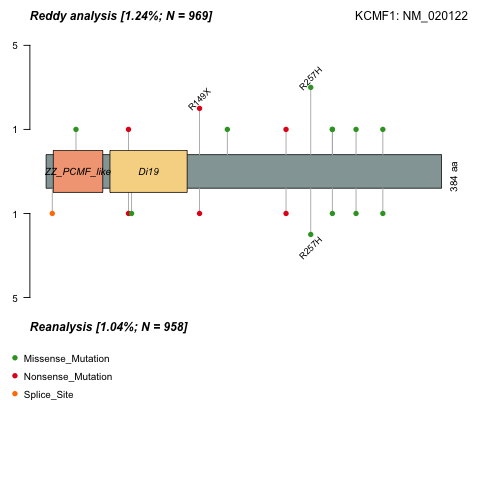 Reddy analysis [1.24%; N = 969]
KCMF1: NM_020122
5
R257H
R149X
1
ZZ_PCMF_like
Di19
384 aa
1
R257H
5
Reanalysis [1.04%; N = 958]
Missense_Mutation
Nonsense_Mutation
Splice_Site